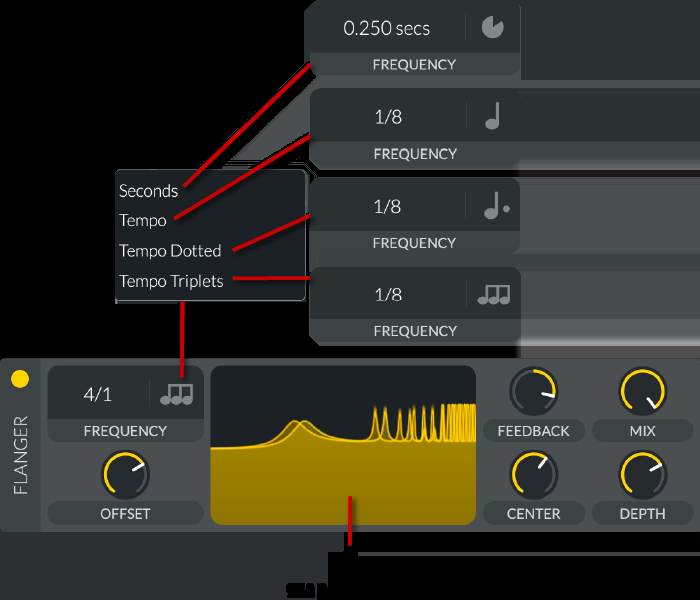 0.250 secs
FREQUENCY
1/8
FREQUENCY
Seconds
Tempo
Tempo Dotted
Tempo Triplets
1/8
FREQUENCY
1/8
FREQUENCY
FLANGER
4/1
FREQUENCY
OFFSET
FEEDBACK
MIX
CENTER
DEPTH